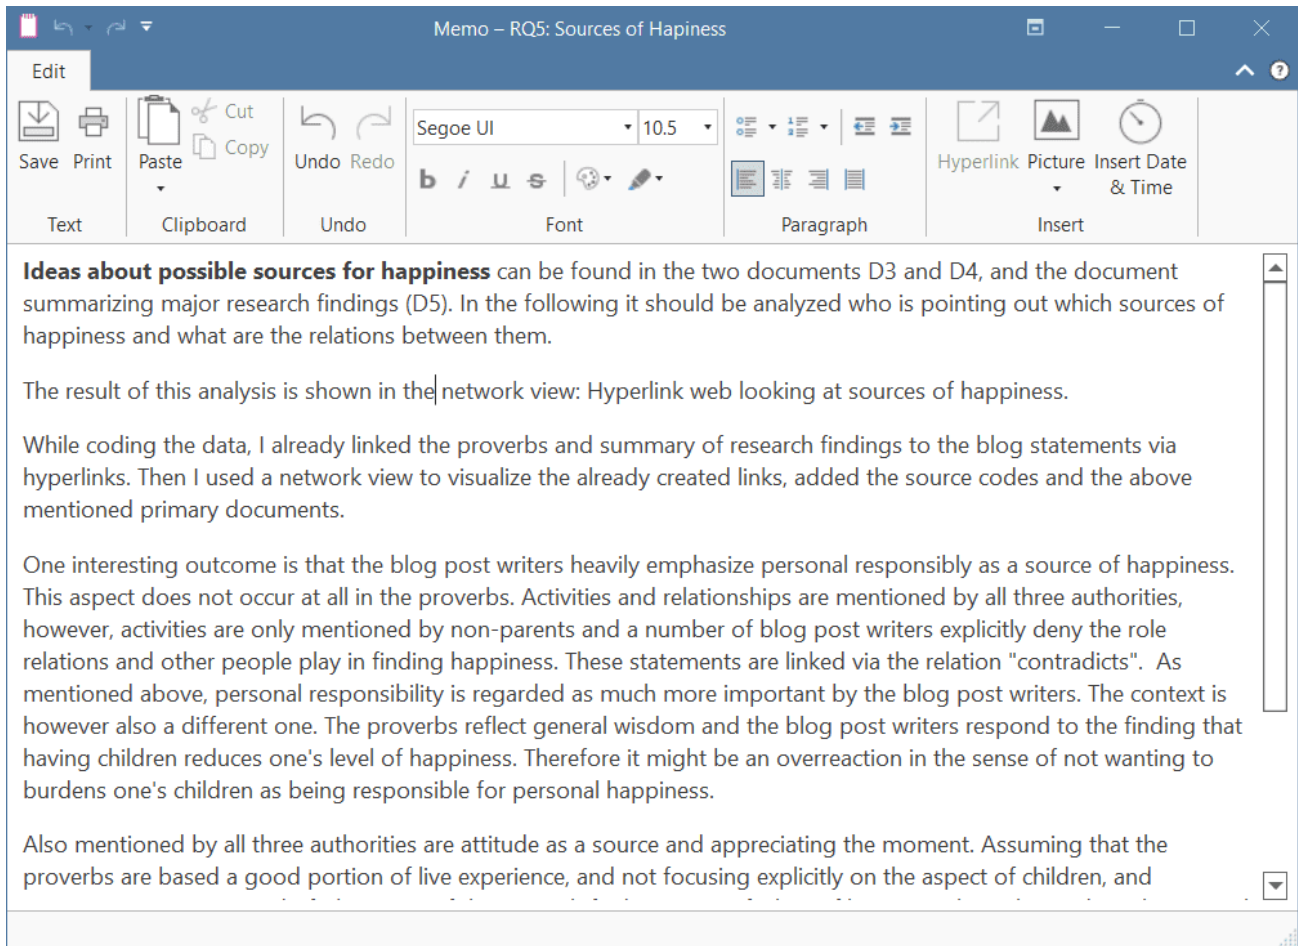 Memo – RQ5: Sources of Hapiness
Edit
Save Print
Text
Paste
Cut
Copy
Clipboard
Undo Redo
Undo
Segoe UI 10.5
b i u s
Font
Paragraph
Hyperlink Picture Insert Date
& Time
Insert
Ideas about possible sources for happiness can be found in the two documents D3 and D4, and the document
summarizing major research findings (D5). In the following it should be analyzed who is pointing out which sources of
happiness and what are the relations between them.
The result of this analysis is shown in the network view: Hyperlink web looking at sources of happiness.
While coding the data, I already linked the proverbs and summary of research findings to the blog statements via
hyperlinks. Then I used a network view to visualize the already created links, added the source codes and the above
mentioned primary documents.
One interesting outcome is that the blog post writers heavily emphasize personal responsibly as a source of happiness.
This aspect does not occur at all in the proverbs. Activities and relationships are mentioned by all three authorities,
however, activities are only mentioned by non-parents and a number of blog post writers explicitly deny the role
relations and other people play in finding happiness. These statements are linked via the relation "contradicts".  As
mentioned above, personal responsibility is regarded as much more important by the blog post writers. The context is
however also a different one. The proverbs reflect general wisdom and the blog post writers respond to the finding that
having children reduces one's level of happiness. Therefore it might be an overreaction in the sense of not wanting to
burdens one's children as being responsible for personal happiness.
Also mentioned by all three authorities are attitude as a source and appreciating the moment. Assuming that the
proverbs are based a good portion of live experience, and not focusing explicitly on the aspect of children, and